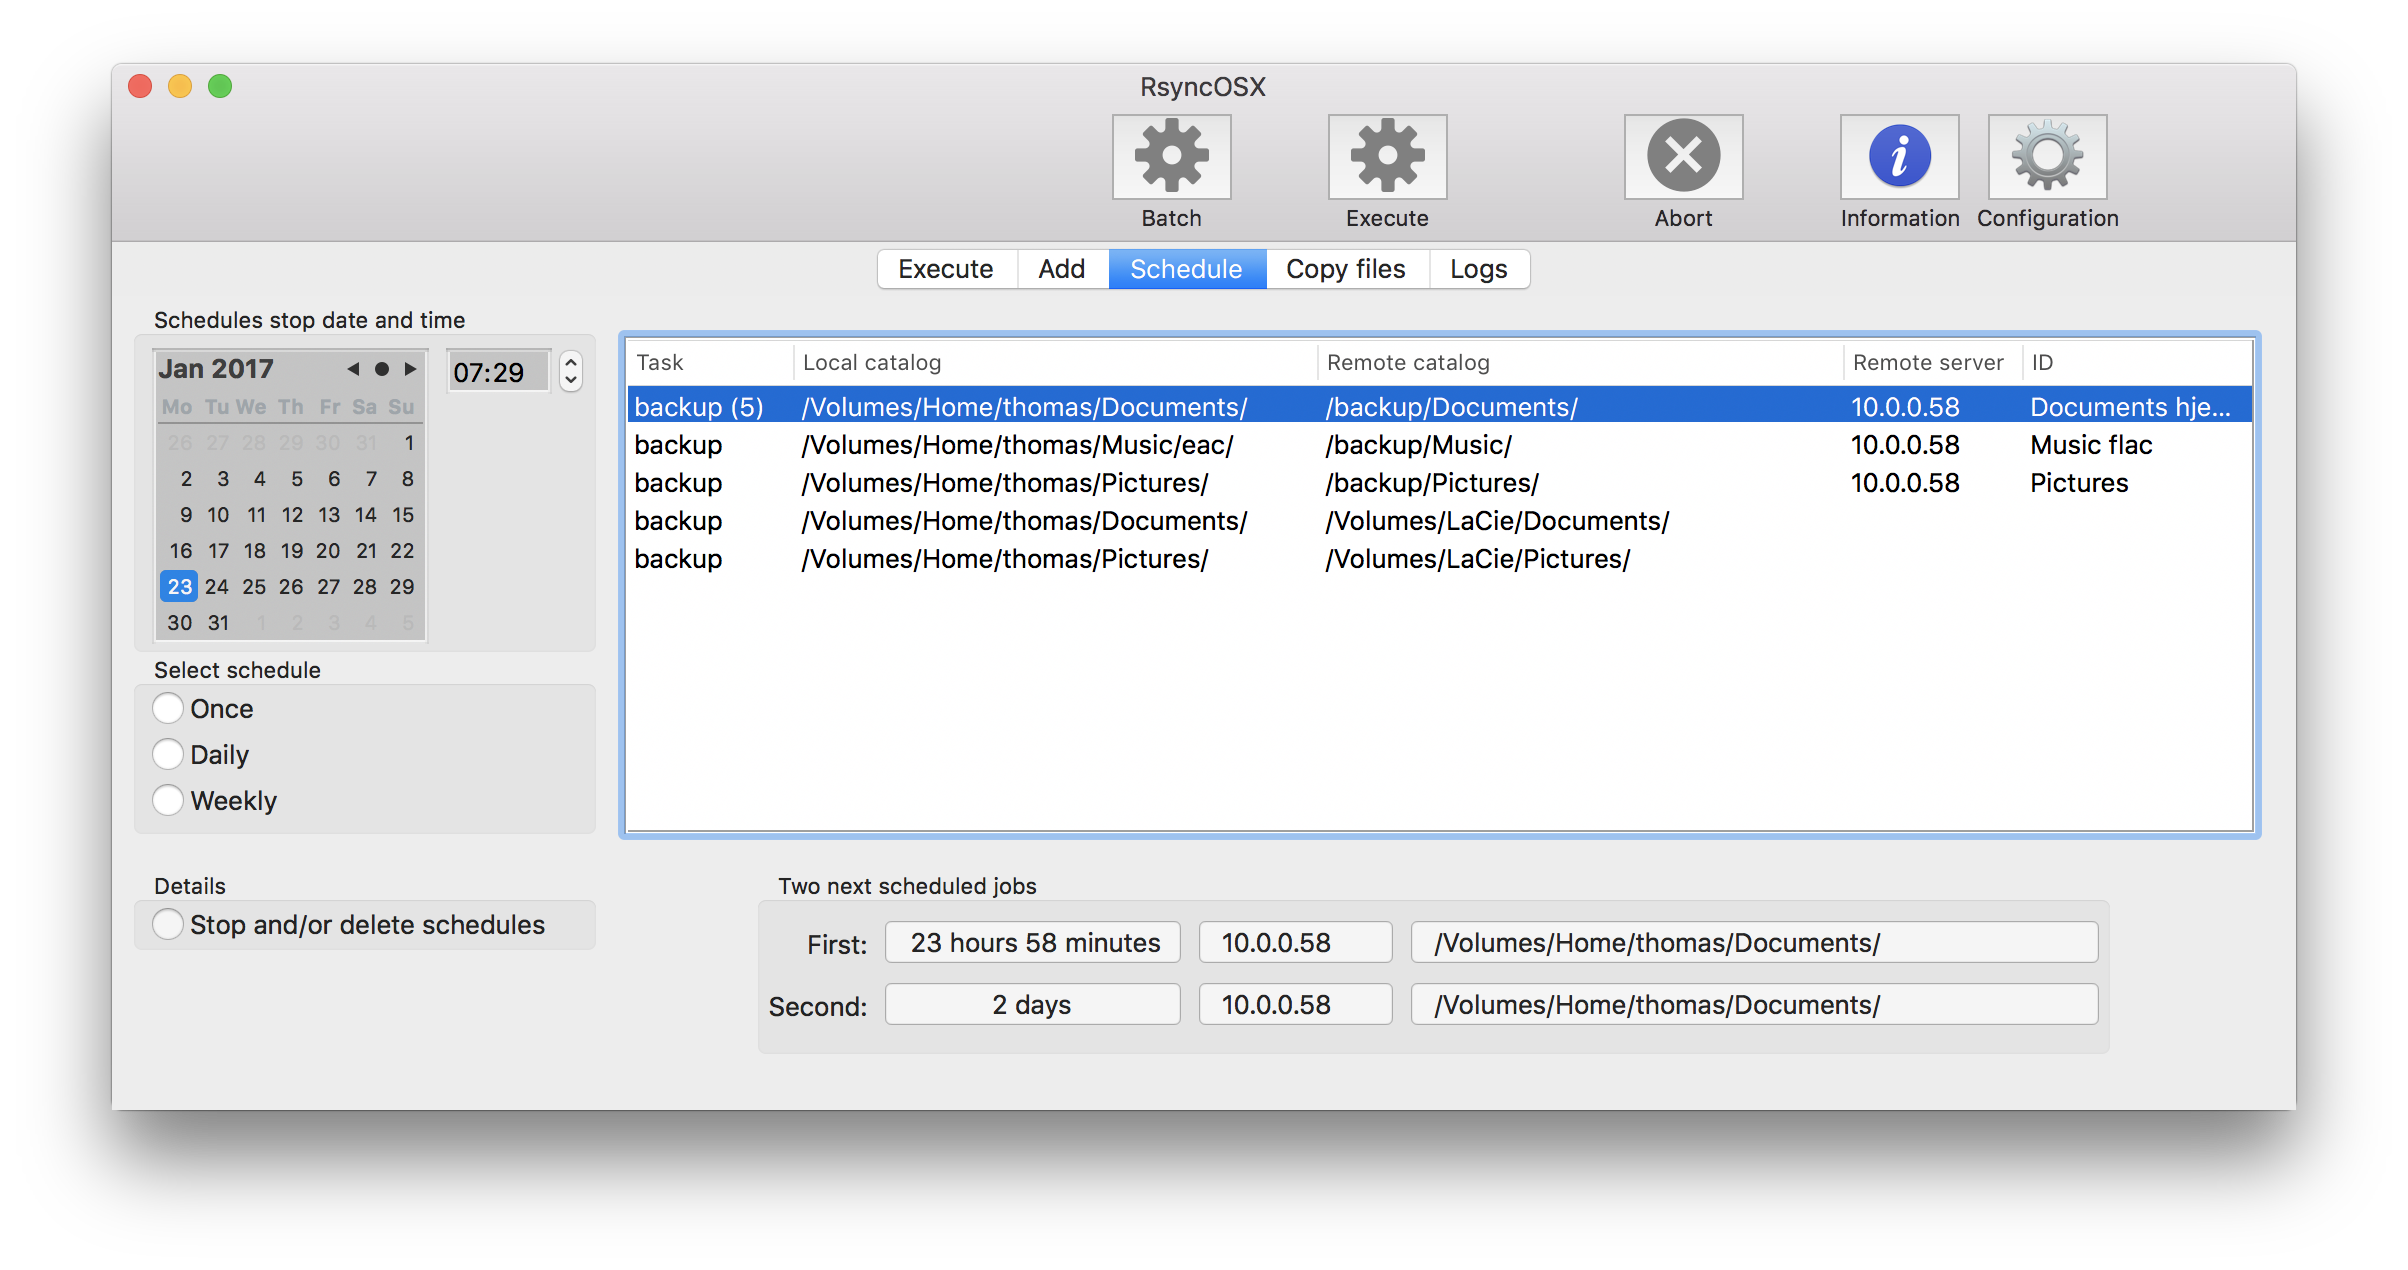 RsyncOSX
Batch Execute Abort Information Configuration
Execute Add Schedule Copy files Logs
Schedules stop date and time
Jan 2017
07:29
Mo Tu We Th Fr Sa Su
26 27 28 29 30 31 1
2 3 4 5 6 7 8
9 10 11 12 13 14 15
16 17 18 19 20 21 22
23 24 25 26 27 28 29
30 31 1 2 3 4 5
Select schedule
Once
Daily
Weekly
Details
Stop and/or delete schedules
Task Local catalog Remote catalog Remote server ID
backup (5) /Volumes/Home/thomas/Documents/ /backup/Documents/ 10.0.0.58 Documents hje...
backup /Volumes/Home/thomas/Music/eac/ /backup/Music/ 10.0.0.58 Music flac
backup /Volumes/Home/thomas/Pictures/ /backup/Pictures/ 10.0.0.58 Pictures
backup /Volumes/Home/thomas/Documents/ /Volumes/LaCie/Documents/
backup /Volumes/Home/thomas/Pictures/ /Volumes/LaCie/Pictures/
Two next scheduled jobs
First: 23 hours 58 minutes 10.0.0.58 /Volumes/Home/thomas/Documents/
Second: 2 days 10.0.0.58 /Volumes/Home/thomas/Documents/